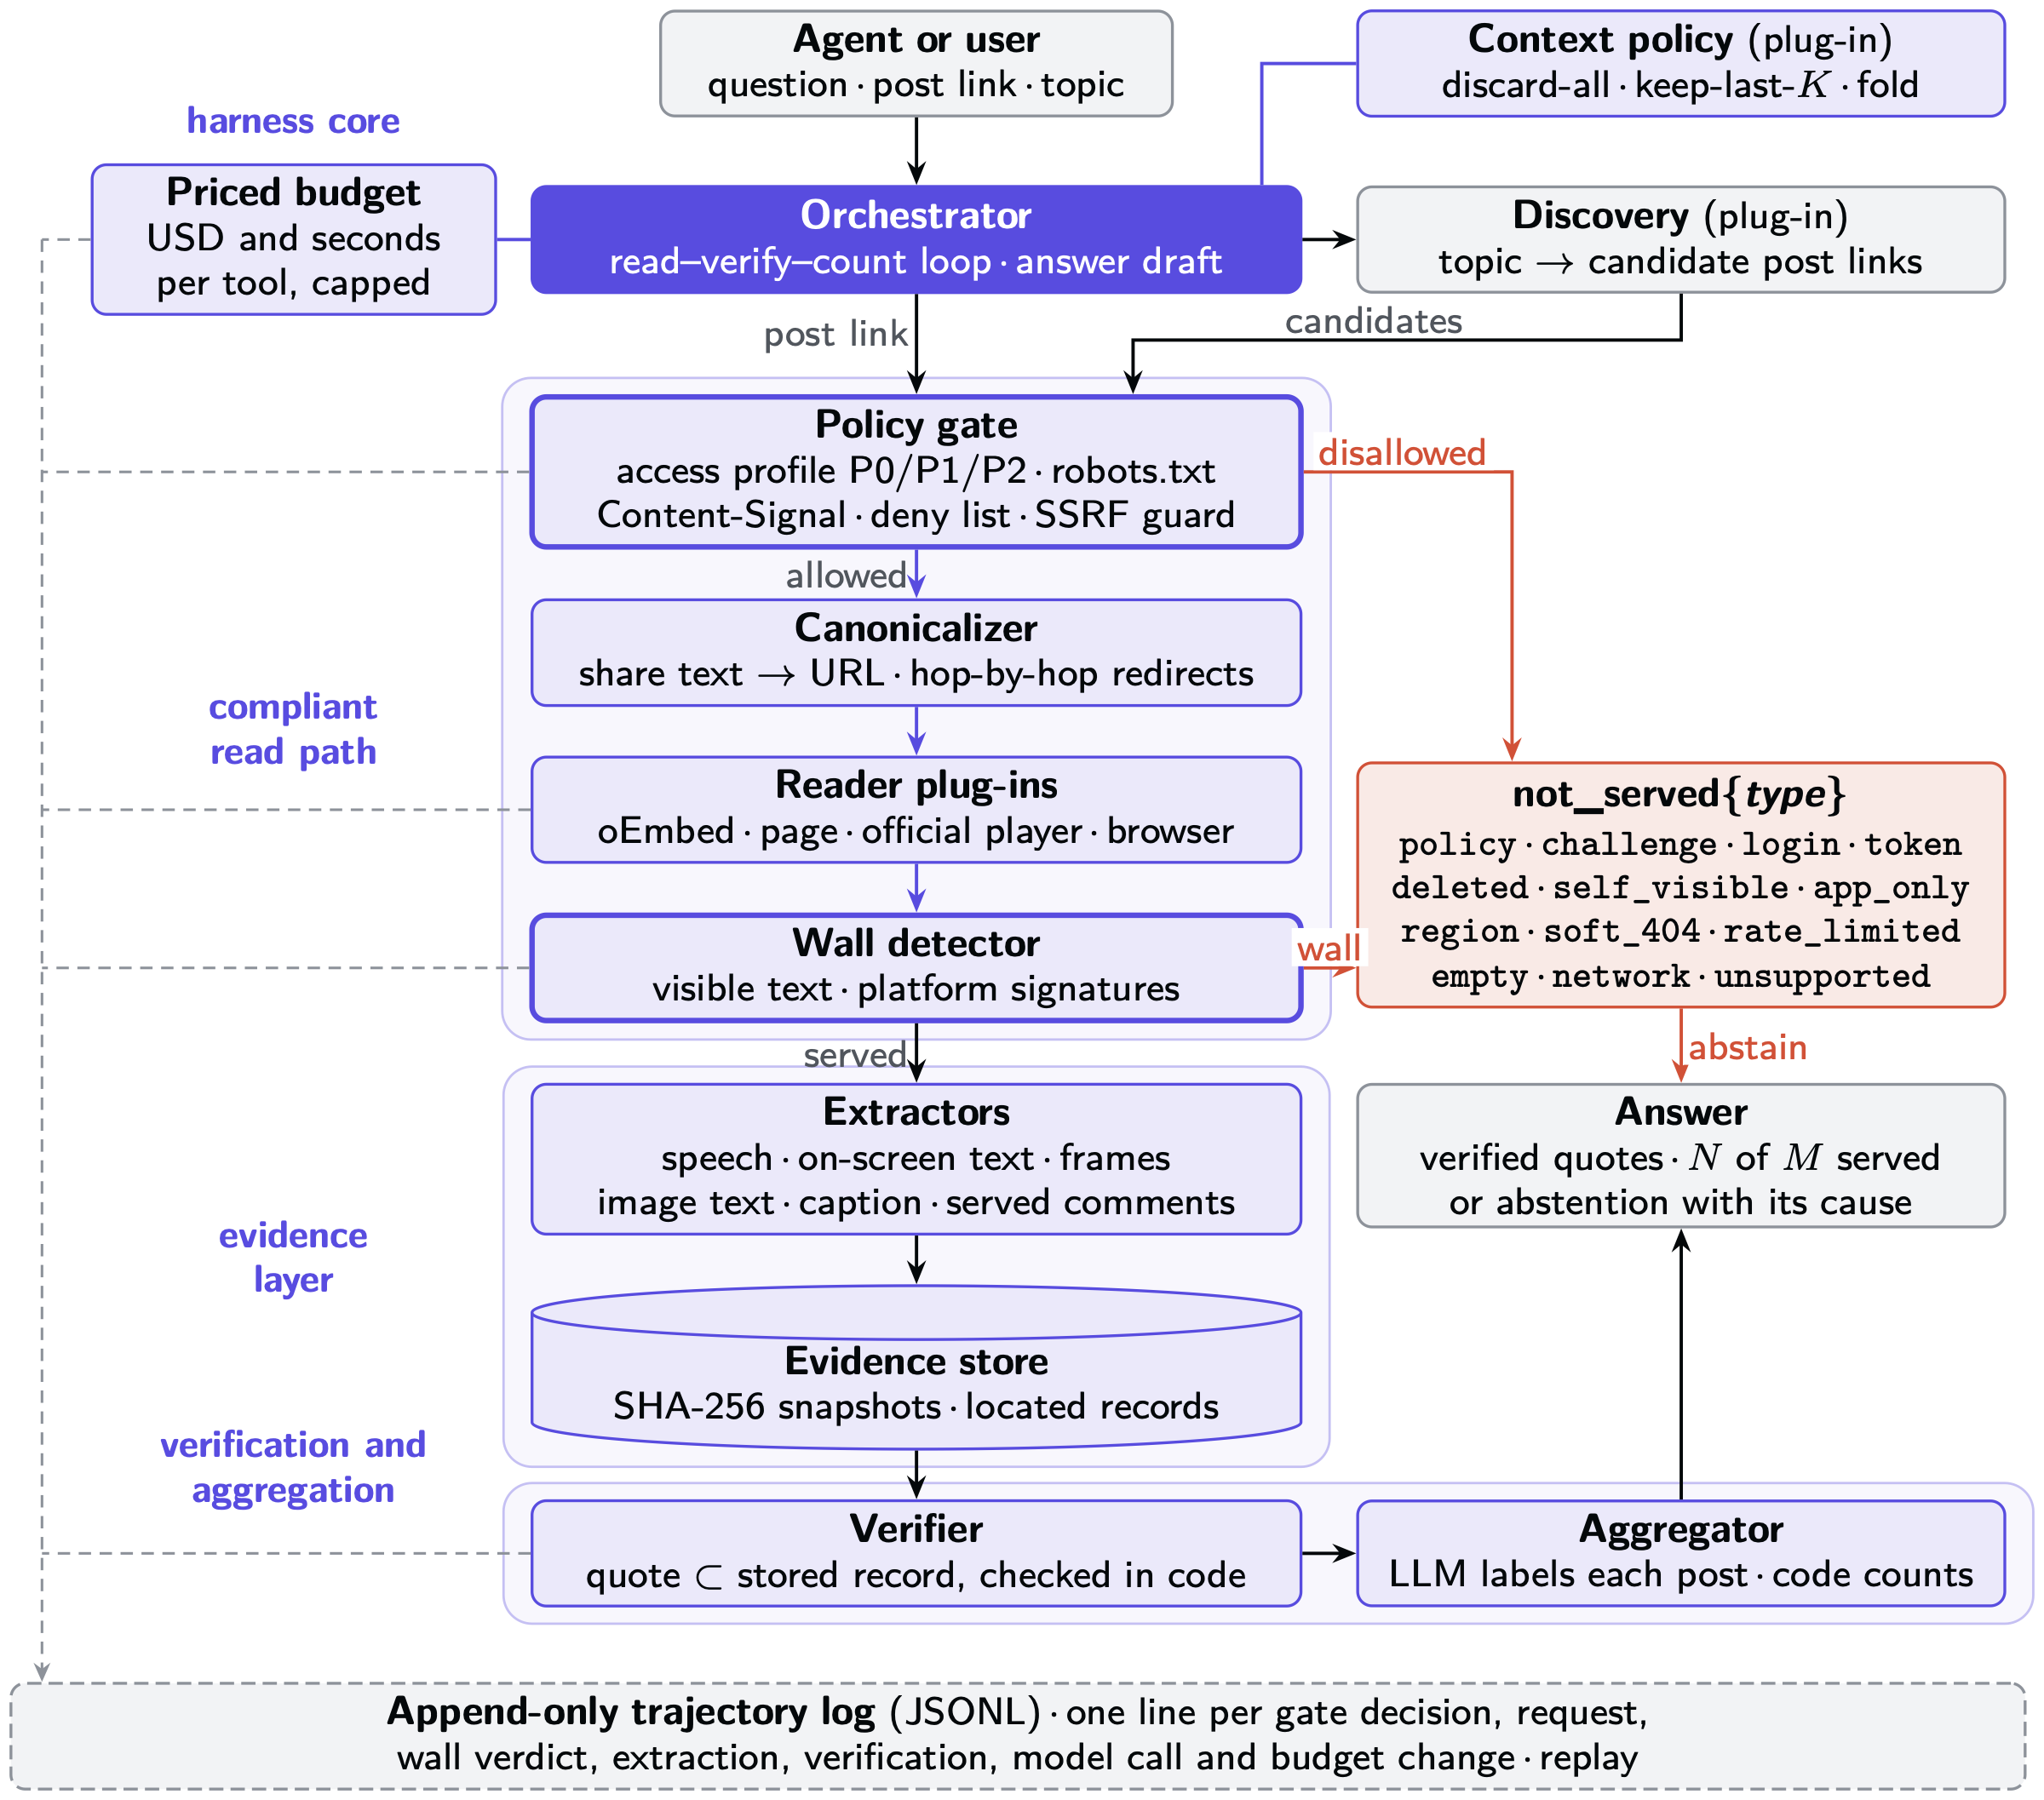 Agent or user
question · post link · topic
Context policy (plug-in)
discard-all · keep-last-K · fold
harness core
Priced budget
USD and seconds
per tool, capped
Orchestrator
read–verify–count loop · answer draft
Discovery (plug-in)
topic → candidate post links
post link
candidates
Policy gate
access profile P0/P1/P2 · robots.txt
Content-Signal · deny list · SSRF guard
disallowed
allowed
Canonicalizer
share text → URL · hop-by-hop redirects
compliant
read path
Reader plug-ins
oEmbed · page · official player · browser
not_served{type}
policy · challenge · login · token
deleted · self_visible · app_only
region · soft_404 · rate_limited
empty · network · unsupported
Wall detector
visible text · platform signatures
wall
served
abstain
Extractors
speech · on-screen text · frames
image text · caption · served comments
Answer
verified quotes · N of M served
or abstention with its cause
evidence
layer
Evidence store
SHA-256 snapshots · located records
verification and
aggregation
Verifier
quote ⊂ stored record, checked in code
Aggregator
LLM labels each post · code counts
Append-only trajectory log (JSONL) · one line per gate decision, request,
wall verdict, extraction, verification, model call and budget change · replay